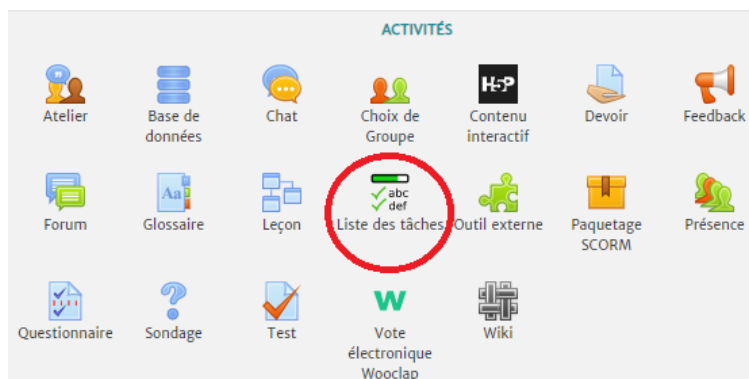 ACTIVITÉS
Atelier
Base de
données
Chat
Choix de
Groupe
H-P
Contenu
interactif
Devoir
Feedback
Forum
Aa
Glossaire
Leçon
abc
def
Liste des tâches
Outil externe
Paquetage
SCORM
Présence
Questionnaire
?
Sondage
Test
w
Vote
électronique
Wooclap
Wiki